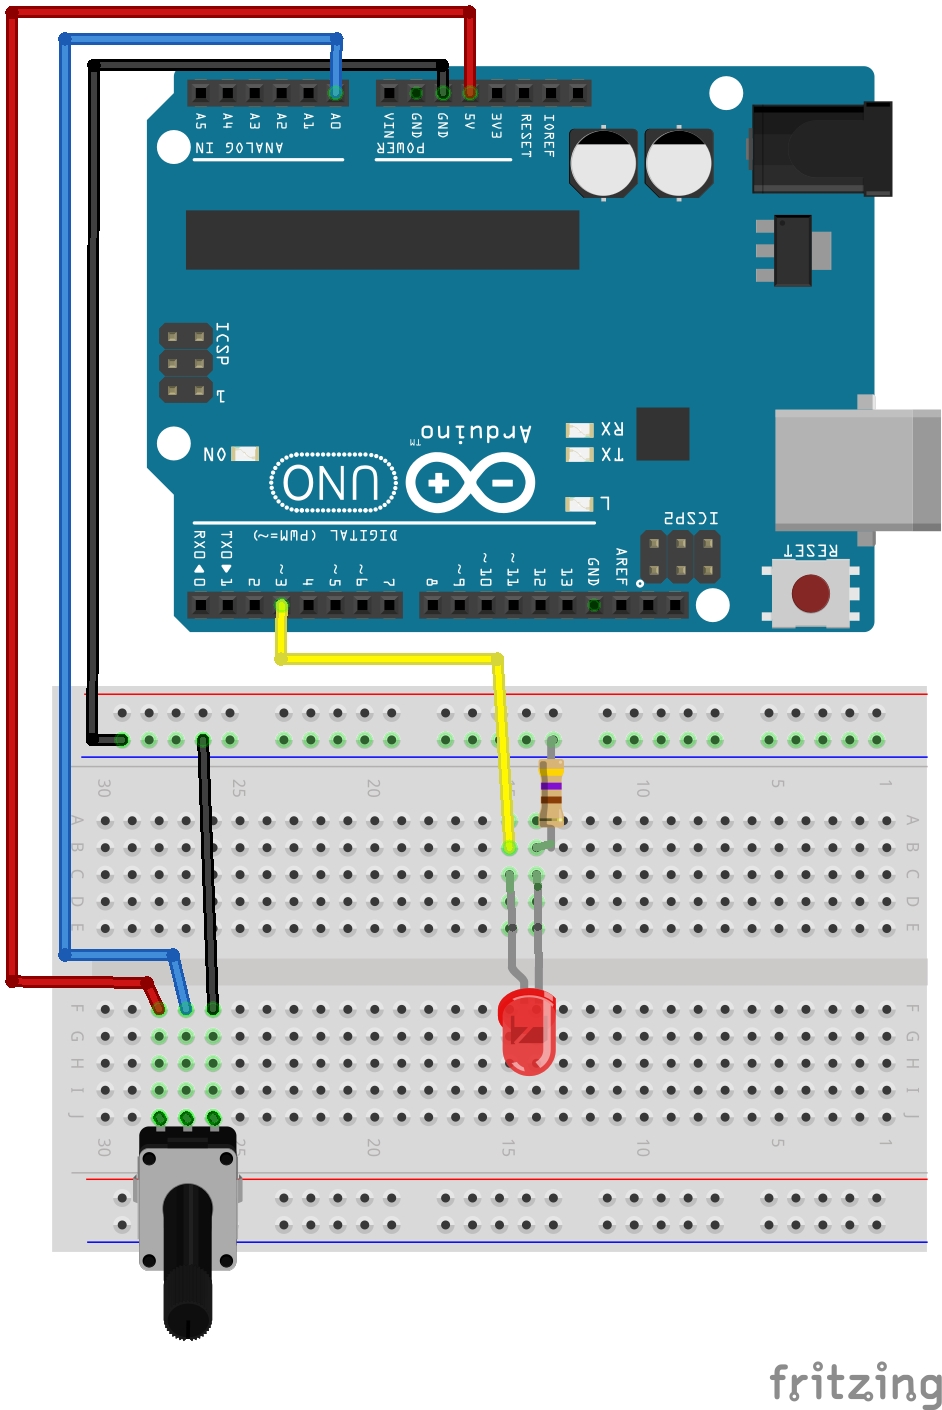 A5 A4 A3 A2 A1 A0 VIN GND GND 5V 3V3 RESET IOREF
ANALOG IN POWER
ICSP
1
Arduino™
RX
ON
TX
UNO
L
DIGITAL (PWM=~)
ICSP2
RESET
RX0◄0 TX0►1 2 ~3 4 ~5 ~6 7 8 ~9 ~10 ~11 12 13 GND AREF
30 25 20 15 10 5 1
A A
B B
C C
D D
E E
F F
G G
H H
I I
J J
30 25 20 15 10 5 1
fritzing